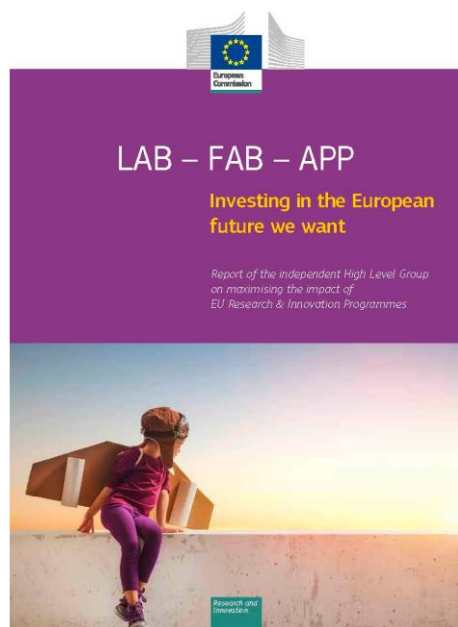 European
Commission
LAB – FAB – APP
Investing in the European
future we want
Report of the independent High Level Group
on maximising the impact of
EU Research & Innovation Programmes
Research and
Innovation